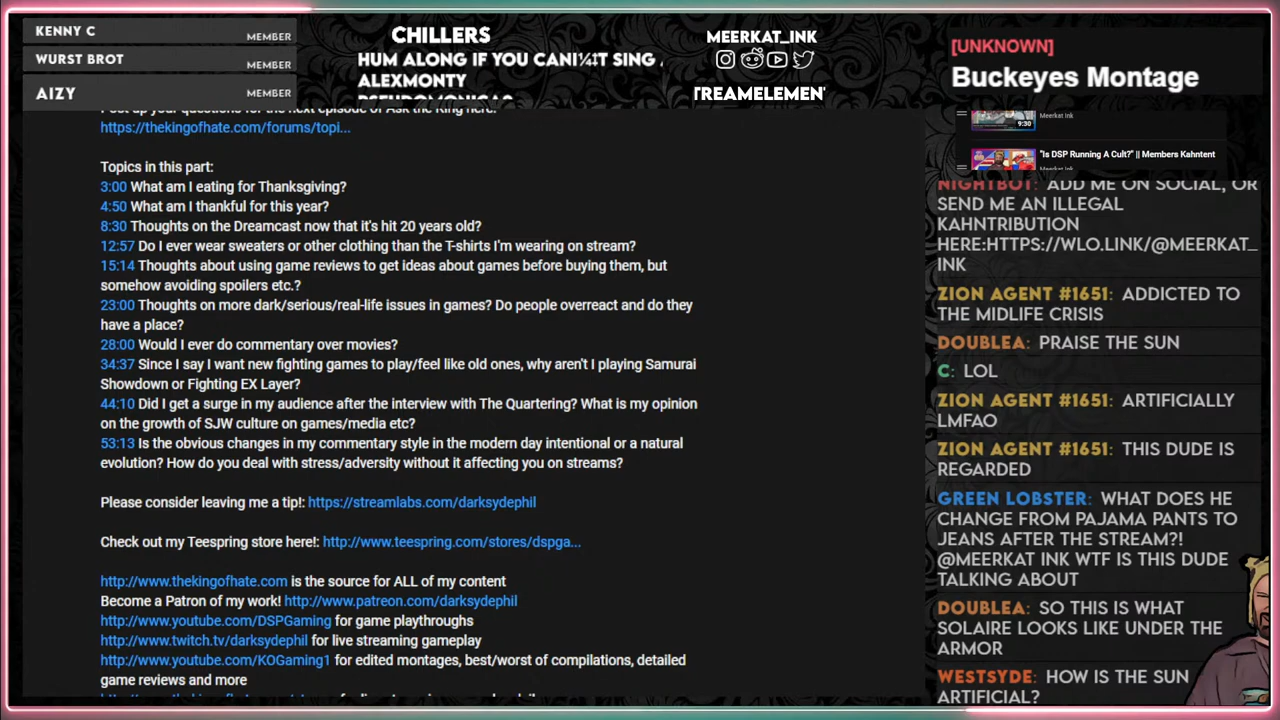 KENNY C
MEMBER
WURST BROT
MEMBER
AIZY
MEMBER
CHILLERS
HUM ALONG IF YOU CANI¼T SING
ALEXMONTY
MEERKAT_INK
['REAMELEMEN'
[UNKNOWN]
Buckeyes Montage
9:30
Meerkat Ink
"Is DSP Running A Cult?" || Members Kahntent
Meerkat Ink
https://thekingofhate.com/forums/topi...
Topics in this part:
3:00 What am I eating for Thanksgiving?
4:50 What am I thankful for this year?
8:30 Thoughts on the Dreamcast now that it's hit 20 years old?
12:57 Do I ever wear sweaters or other clothing than the T-shirts I'm wearing on stream?
15:14 Thoughts about using game reviews to get ideas about games before buying them, but
somehow avoiding spoilers etc.?
23:00 Thoughts on more dark/serious/real-life issues in games? Do people overreact and do they
have a place?
28:00 Would I ever do commentary over movies?
34:37 Since I say I want new fighting games to play/feel like old ones, why aren't I playing Samurai
Showdown or Fighting EX Layer?
44:10 Did I get a surge in my audience after the interview with The Quartering? What is my opinion
on the growth of SJW culture on games/media etc?
53:13 Is the obvious changes in my commentary style in the modern day intentional or a natural
evolution? How do you deal with stress/adversity without it affecting you on streams?
Please consider leaving me a tip!: https://streamlabs.com/darksydephil
Check out my Teespring store here!: http://www.teespring.com/stores/dspga...
http://www.thekingofhate.com is the source for ALL of my content
Become a Patron of my work! http://www.patreon.com/darksydephil
http://www.youtube.com/DSPGaming for game playthroughs
http://www.twitch.tv/darksydephil for live streaming gameplay
http://www.youtube.com/KOGaming1 for edited montages, best/worst of compilations, detailed
game reviews and more
NIGHTBOT: ADD ME ON SOCIAL, OR
SEND ME AN ILLEGAL
KAHNTRIBUTION
HERE:HTTPS://WLO.LINK/@MEERKAT_
INK
ZION AGENT #1651: ADDICTED TO
THE MIDLIFE CRISIS
DOUBLEA: PRAISE THE SUN
C: LOL
ZION AGENT #1651: ARTIFICIALLY
LMFAO
ZION AGENT #1651: THIS DUDE IS
REGARDED
GREEN LOBSTER: WHAT DOES HE
CHANGE FROM PAJAMA PANTS TO
JEANS AFTER THE STREAM?!
@MEERKAT INK WTF IS THIS DUDE
TALKING ABOUT
DOUBLEA: SO THIS IS WHAT
SOLAIRE LOOKS LIKE UNDER THE
ARMOR
WESTSYDE: HOW IS THE SUN
ARTIFICIAL?